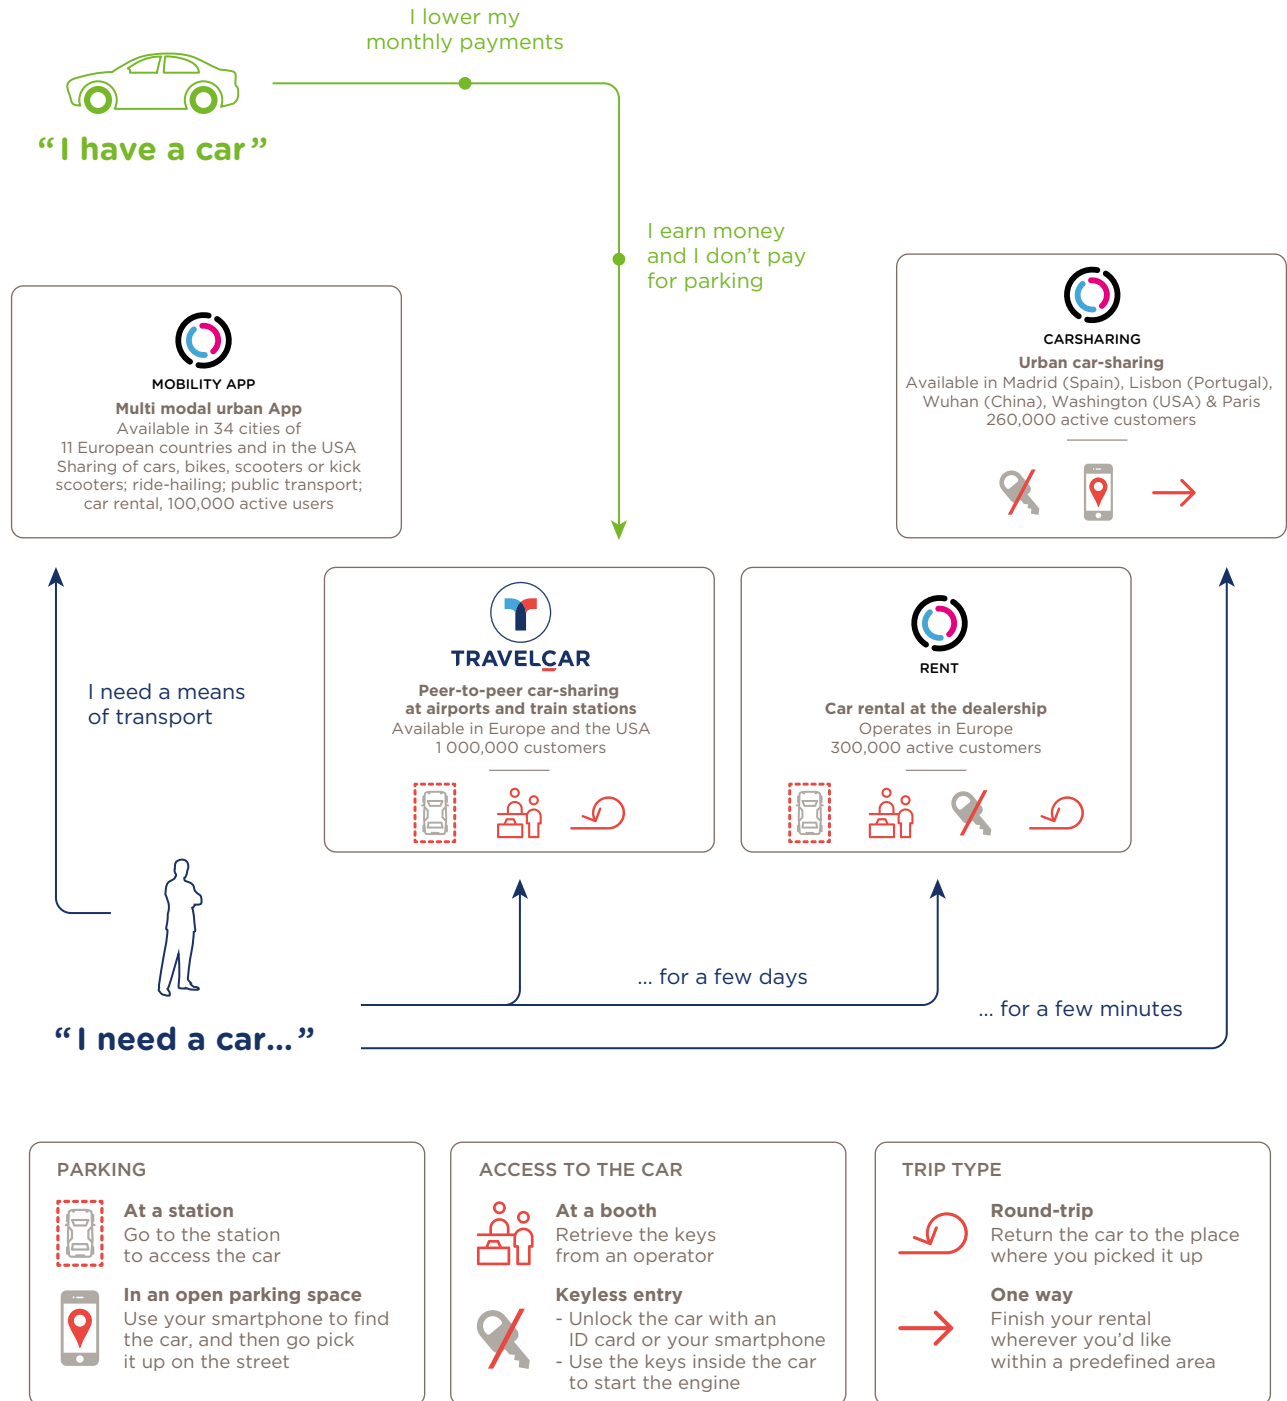 I lower my
monthly payments
“I have a car”
I earn money
and I don’t pay
for parking
MOBILITY APP
Multi modal urban App
Available in 34 cities of
11 European countries and in the USA
Sharing of cars, bikes, scooters or kick
scooters; ride-hailing; public transport;
car rental, 100,000 active users
CARSHARING
Urban car-sharing
Available in Madrid (Spain), Lisbon (Portugal),
Wuhan (China), Washington (USA) & Paris
260,000 active customers
TRAVELCAR
Peer-to-peer car-sharing
at airports and train stations
Available in Europe and the USA
1 000,000 customers
RENT
Car rental at the dealership
Operates in Europe
300,000 active customers
I need a means
of transport
... for a few days
... for a few minutes
“I need a car...”
PARKING
At a station
Go to the station
to access the car
In an open parking space
Use your smartphone to find
the car, and then go pick
it up on the street
ACCESS TO THE CAR
At a booth
Retrieve the keys
from an operator
Keyless entry
- Unlock the car with an
ID card or your smartphone
- Use the keys inside the car
to start the engine
TRIP TYPE
Round-trip
Return the car to the place
where you picked it up
One way
Finish your rental
wherever you’d like
within a predefined area